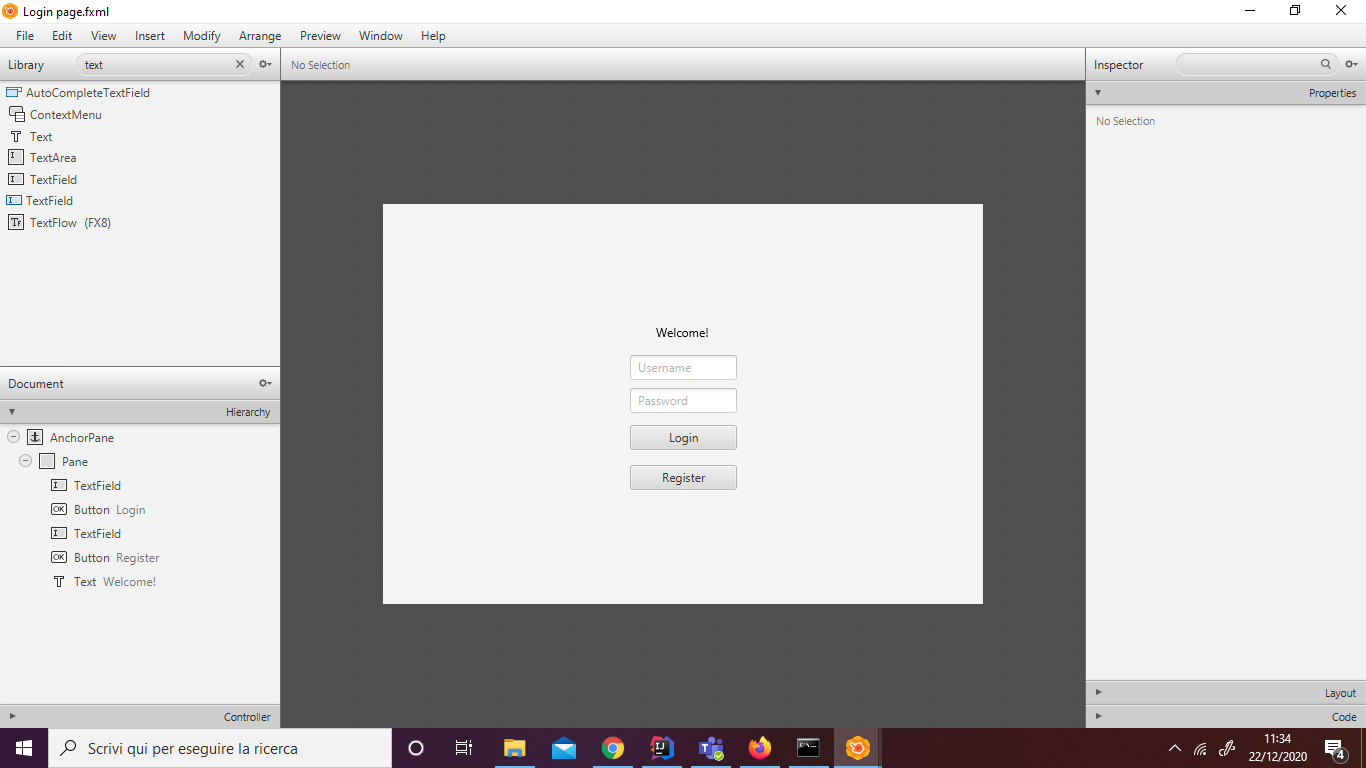 Login page.fxml
File Edit View Insert Modify Arrange Preview Window Help
Library text
No Selection
Inspector
AutoCompleteTextField
ContextMenu
Text
TextArea
TextField
TextField
TextFlow (FX8)
Properties
No Selection
Welcome!
Username
Password
Login
Register
Document
Hierarchy
AnchorPane
Pane
TextField
Button Login
TextField
Button Register
Text Welcome!
Controller
Layout
Code
Scrivi qui per eseguire la ricerca
11:34
22/12/2020
4